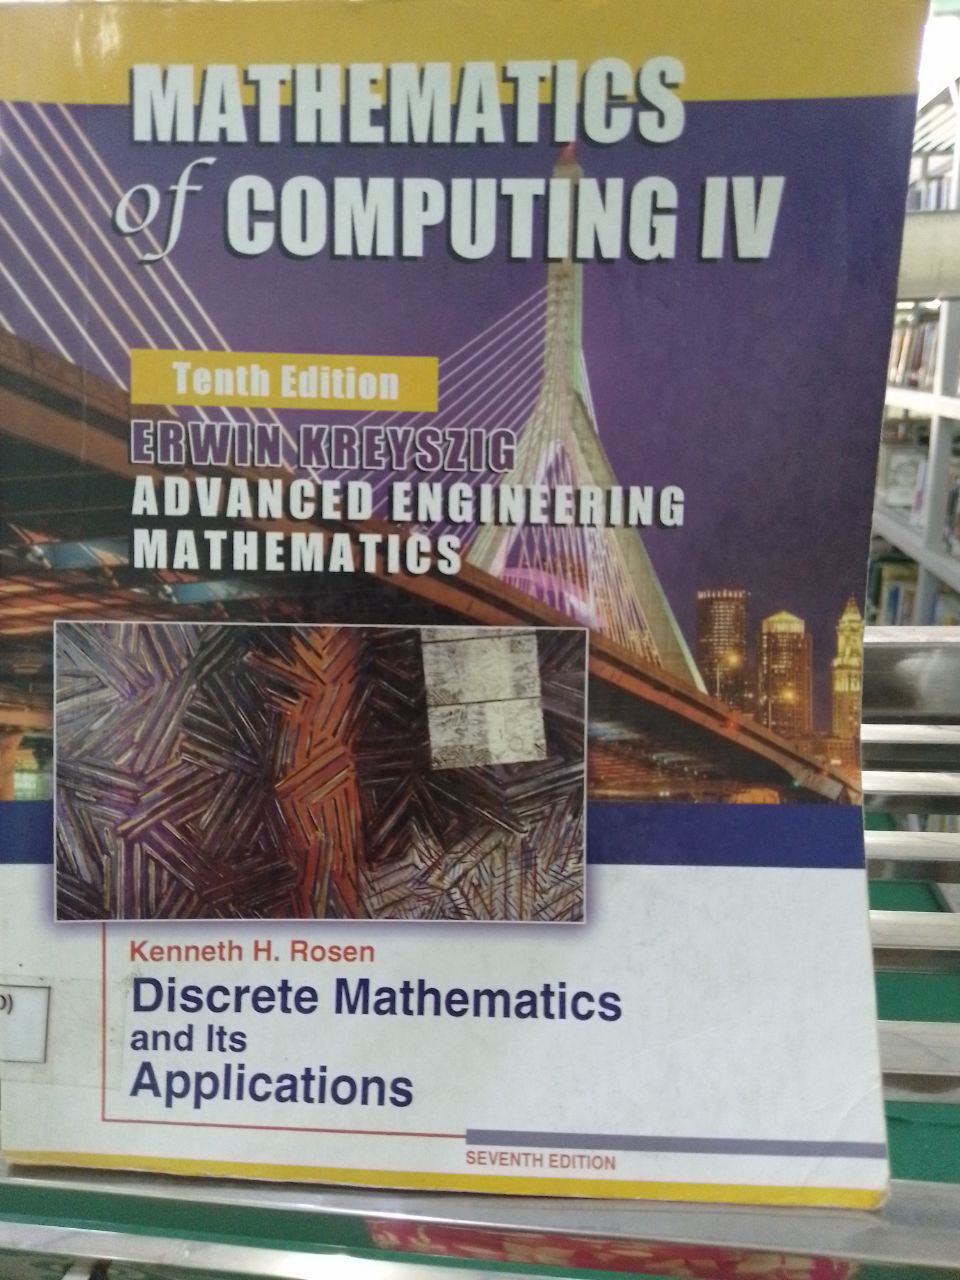 MATHEMATICS
of COMPUTING IV
Tenth Edition
ERWIN KREYSZIG
ADVANCED ENGINEERING
MATHEMATICS
Kenneth H. Rosen
Discrete Mathematics
and Its
Applications
SEVENTH EDITION